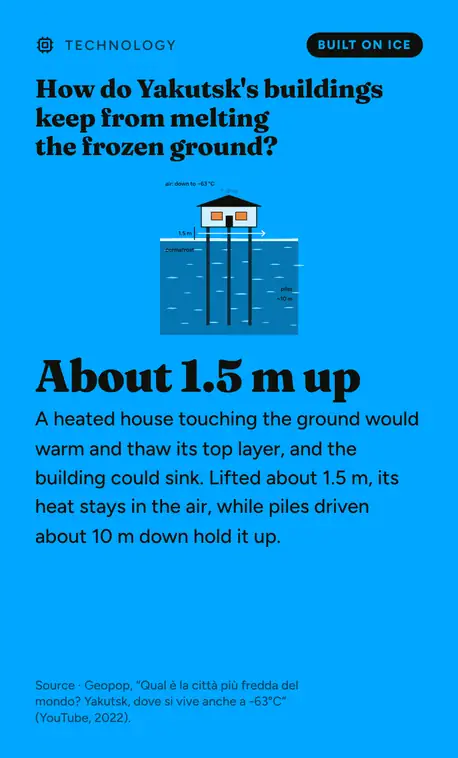 TECHNOLOGY
BUILT ON ICE
How do Yakutsk's buildings
keep from melting
the frozen ground?
air: down to −63 °C
1.5 m
permafrost
piles
~10 m
About 1.5 m up
A heated house touching the ground would
warm and thaw its top layer, and the
building could sink. Lifted about 1.5 m, its
heat stays in the air, while piles driven
about 10 m down hold it up.
Source · Geopop, “Qual è la città più fredda del
mondo? Yakutsk, dove si vive anche a -63°C”
(YouTube, 2022).